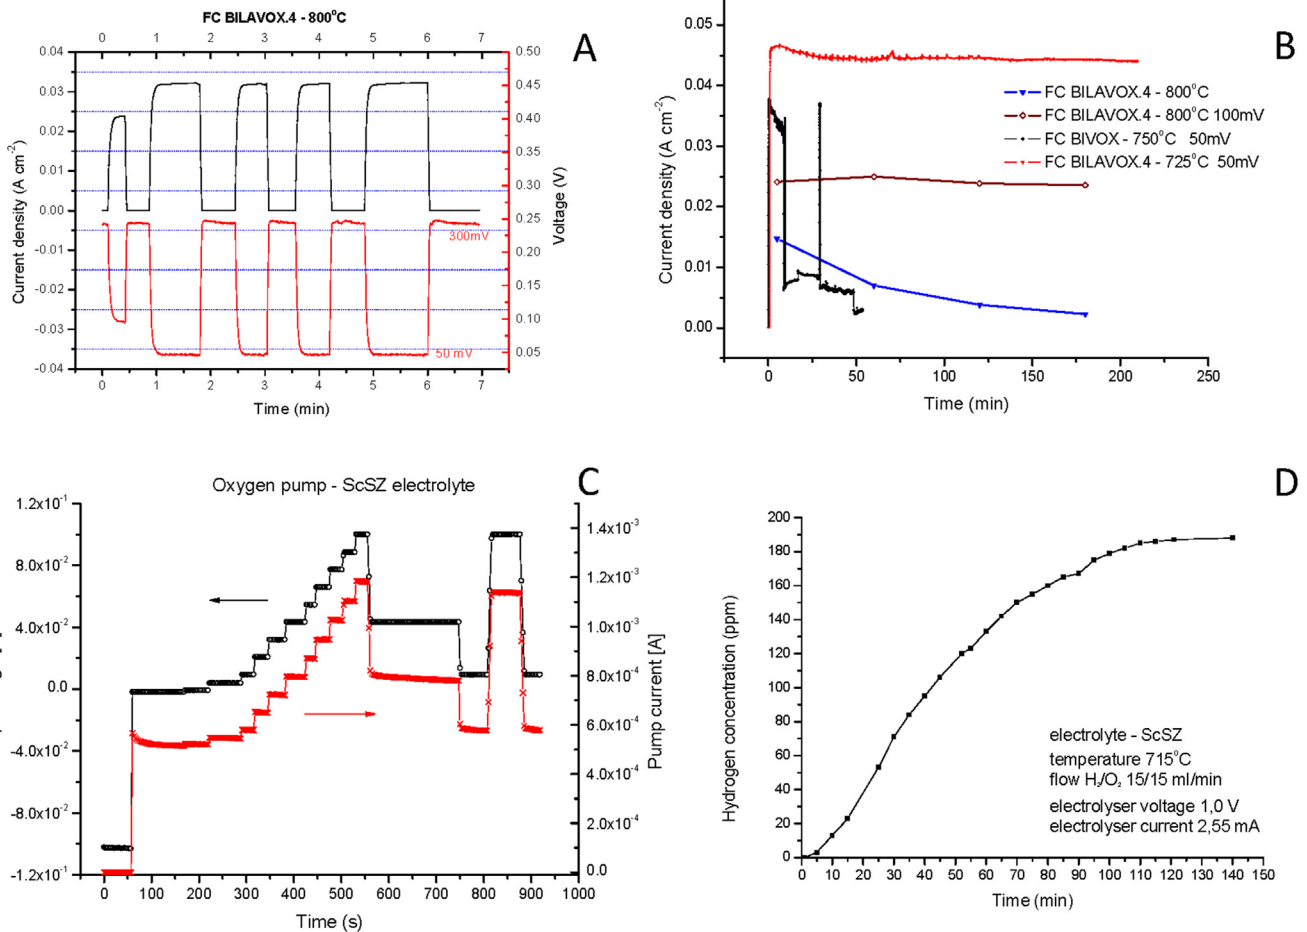 FC BILAVOX.4 - 800°C
A
0 1 2 3 4 5 6 7
0.04
0.03
0.02
0.01
0.00
-0.01
-0.02
-0.03
-0.04
Current density (A cm⁻²)
0.50
0.45
0.40
0.35
0.30
0.25
0.20
0.15
0.10
0.05
Voltage (V)
300mV
50 mV
0 1 2 3 4 5 6 7
Time (min)
B
0.05
0.04
0.03
0.02
0.01
0.00
Current density (A cm⁻²)
FC BILAVOX.4 - 800°C
FC BILAVOX.4 - 800°C 100mV
FC BIVOX - 750°C 50mV
FC BILAVOX.4 - 725°C 50mV
0 50 100 150 200 250
Time (min)
Oxygen pump - ScSZ electrolyte
C
1.2x10⁻¹
8.0x10⁻²
4.0x10⁻²
0.0
-4.0x10⁻²
-8.0x10⁻²
-1.2x10⁻¹
1.4x10⁻³
1.2x10⁻³
1.0x10⁻³
8.0x10⁻⁴
6.0x10⁻⁴
4.0x10⁻⁴
2.0x10⁻⁴
0.0
Pump current [A]
0 100 200 300 400 500 600 700 800 900 1000
Time (s)
D
200
180
160
140
120
100
80
60
40
20
0
Hydrogen concentration (ppm)
electrolyte - ScSZ
temperature 715°C
flow H₂/O₂ 15/15 ml/min
electrolyser voltage 1,0 V
electrolyser current 2,55 mA
0 10 20 30 40 50 60 70 80 90 100 110 120 130 140 150
Time (min)